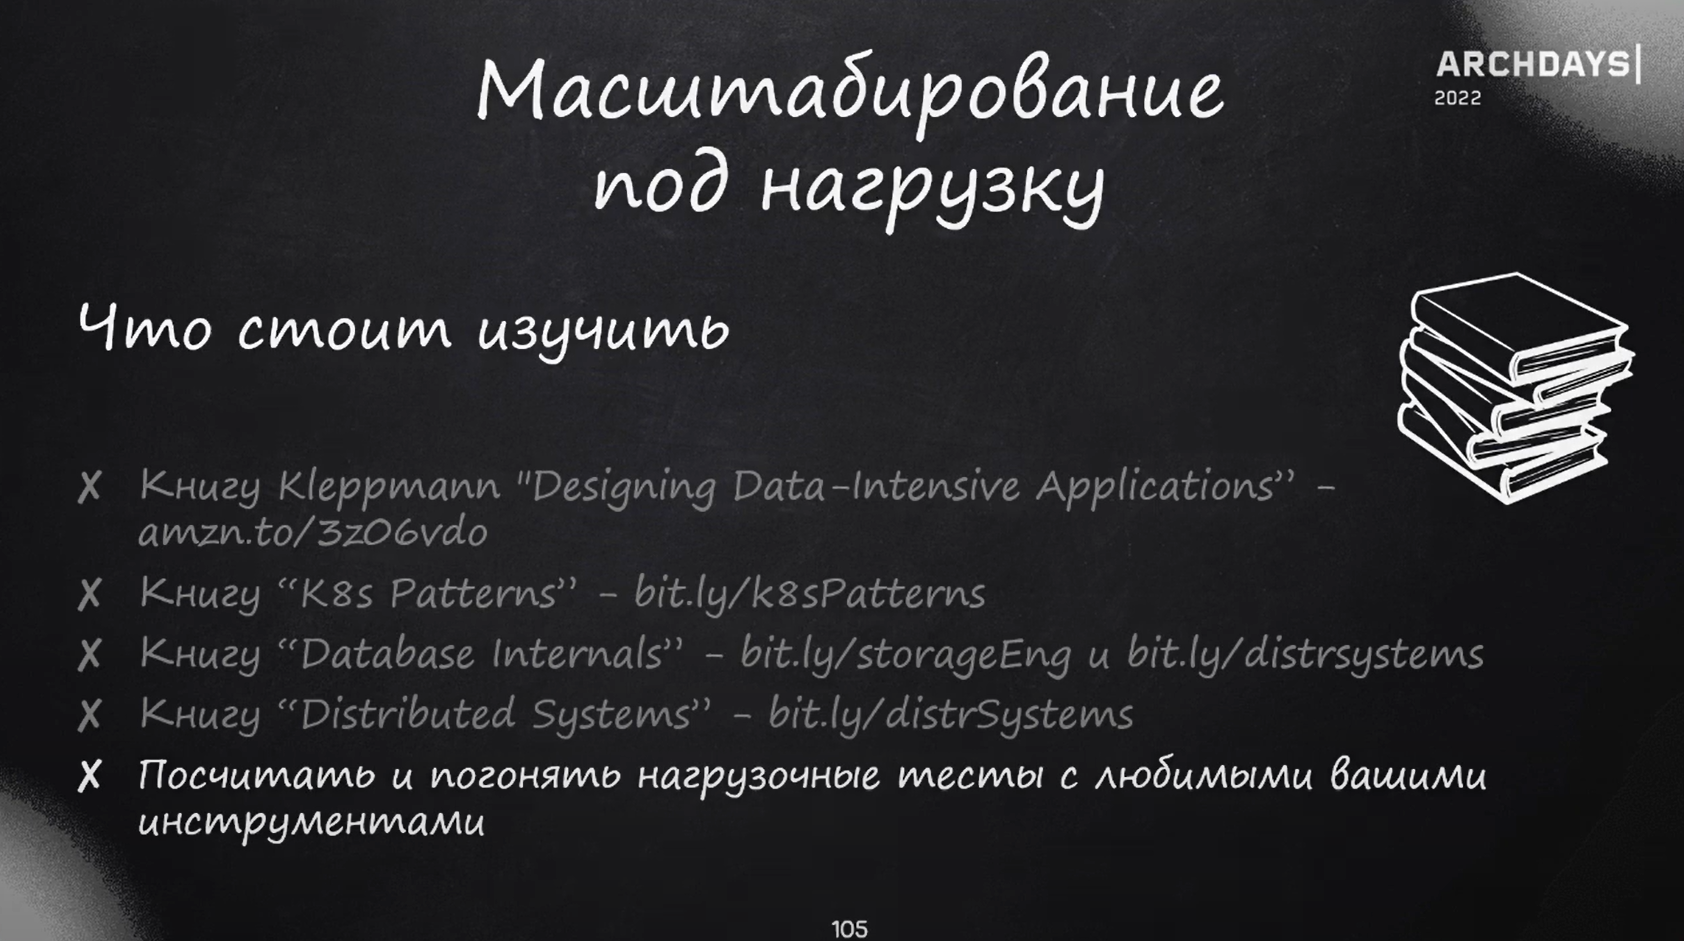 Масштабирование
под нагрузку
ARCHDAYS|
2022
Что стоит изучить
✗ Книгу Kleppmann "Designing Data-Intensive Applications” -
amzn.to/3zO6vdo
✗ Книгу “K8s Patterns” - bit.ly/k8sPatterns
✗ Книгу “Database Internals” - bit.ly/storageEng и bit.ly/distrsystems
✗ Книгу “Distributed Systems” - bit.ly/distrSystems
✗ Посчитать и погонять нагрузочные тесты с любимыми вашими
инструментами
105